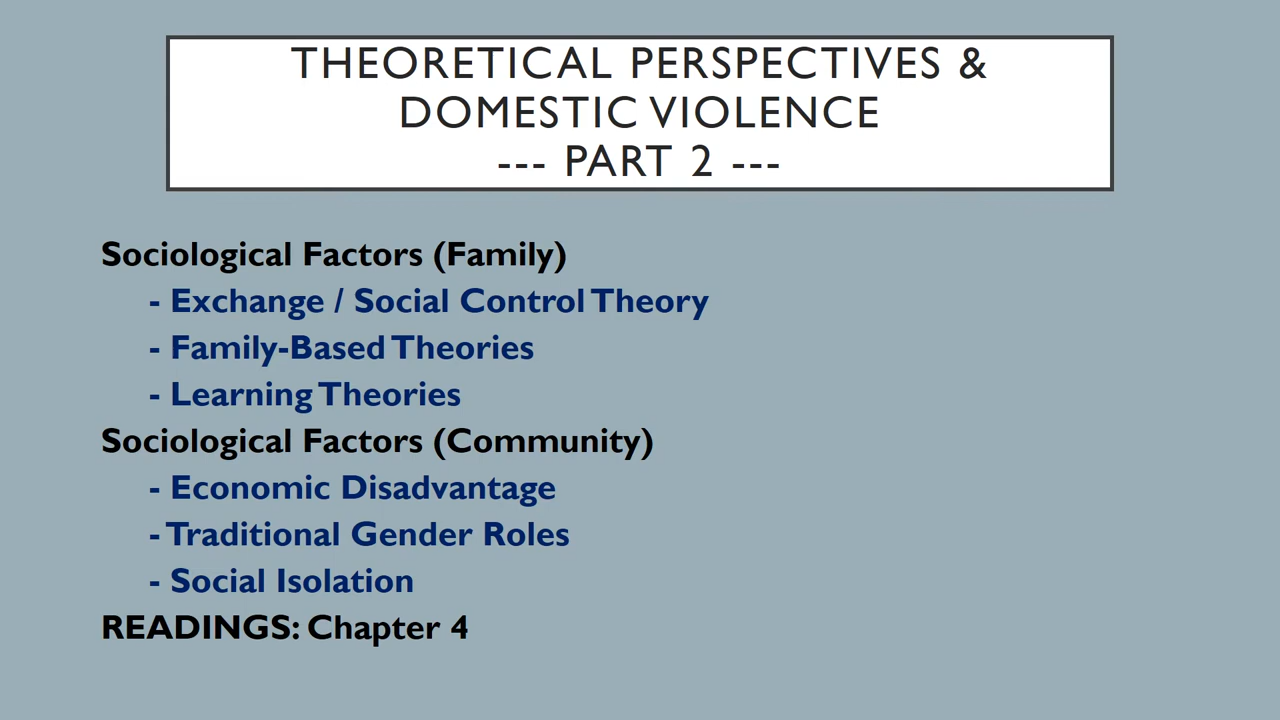 THEORETICAL PERSPECTIVES &
DOMESTIC VIOLENCE
--- PART 2 ---
Sociological Factors (Family)
- Exchange / Social Control Theory
- Family-Based Theories
- Learning Theories
Sociological Factors (Community)
- Economic Disadvantage
- Traditional Gender Roles
- Social Isolation
READINGS: Chapter 4